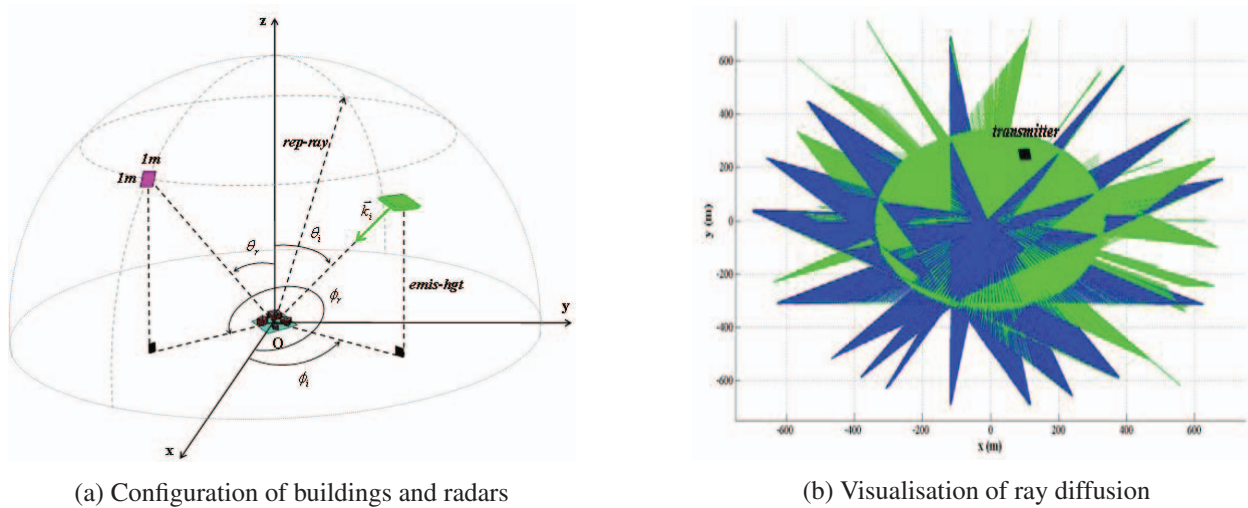 z
1m
1m
rep-ray
k⃗ᵢ
θᵣ
θᵢ
emis-hgt
ϕᵣ
y
O
ϕᵢ
x
(a) Configuration of buildings and radars
600
400
transmitter
200
y (m)
0
-200
-400
-600
-600 -400 -200 0 200 400 600
x (m)
(b) Visualisation of ray diffusion